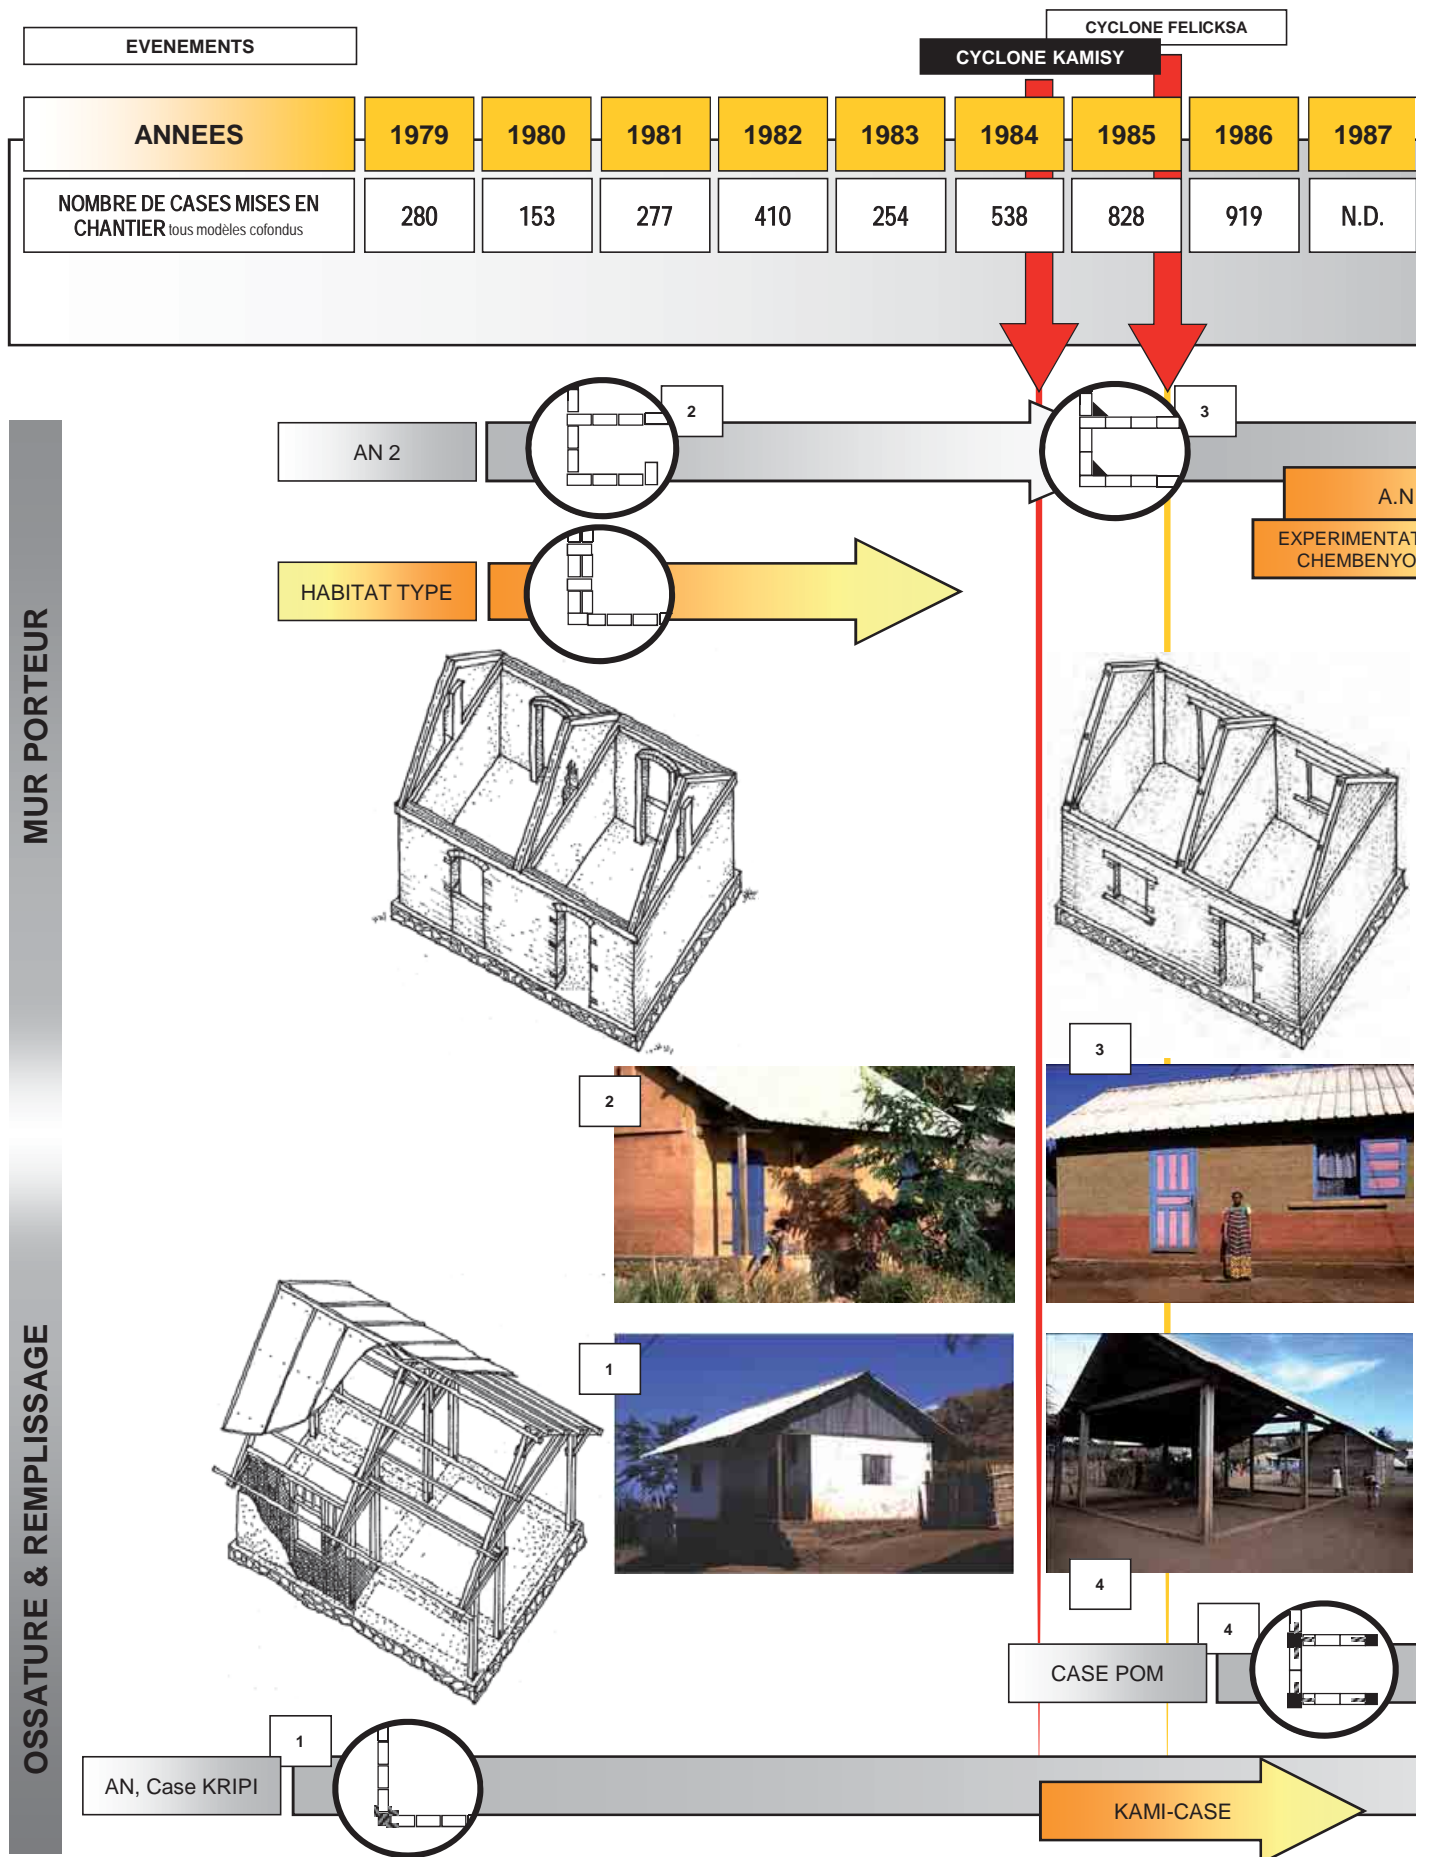 EVENEMENTS
CYCLONE FELICKSA
CYCLONE KAMISY
ANNEES 1979 1980 1981 1982 1983 1984 1985 1986 1987
NOMBRE DE CASES MISES EN
CHANTIER tous modèles cofondus
280 153 277 410 254 538 828 919 N.D.
MUR PORTEUR
AN 2
2
3
A.N
EXPERIMENTAT
CHEMBENYO
HABITAT TYPE
3
2
OSSATURE & REMPLISSAGE
1
4
4
CASE POM
1
AN, Case KRIPI
KAMI-CASE